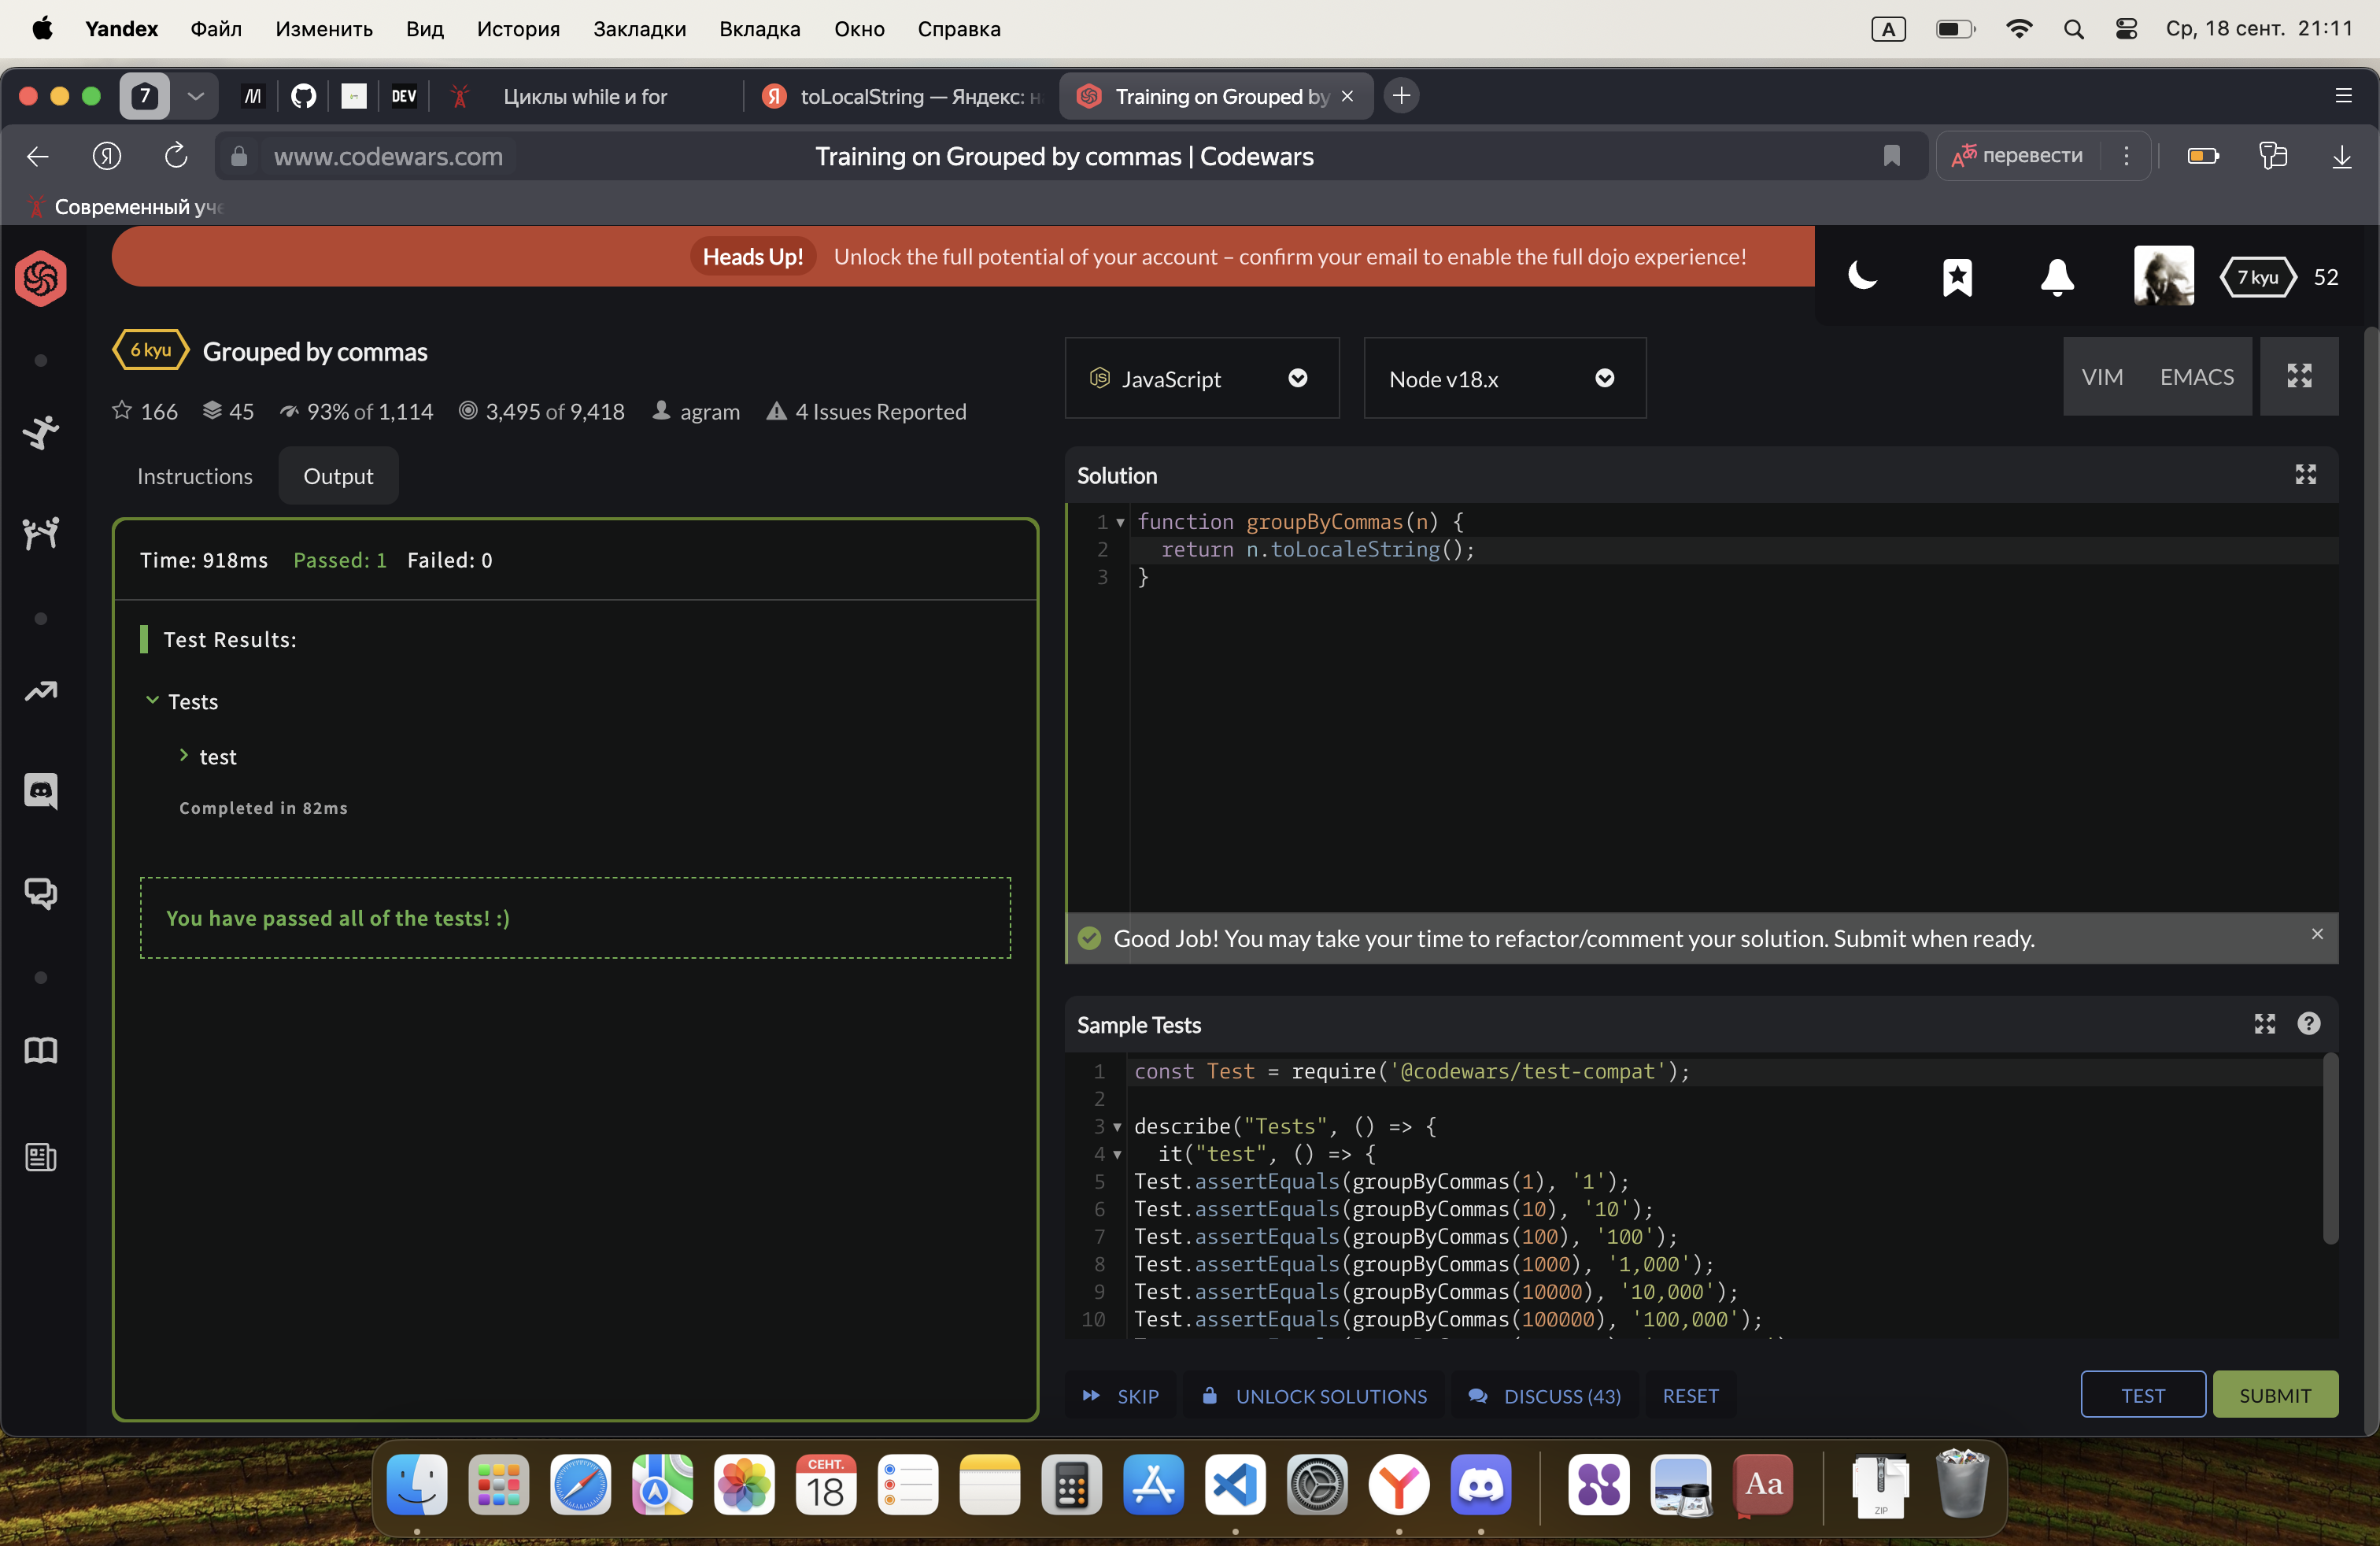 Yandex Файл Изменить Вид История Закладки Вкладка Окно Справка A Ср, 18 сент. 21:11
7 DEV Циклы while и for Я toLocalString — Яндекс: Training on Grouped by
Я www.codewars.com Training on Grouped by commas | Codewars перевести
Современный
Heads Up! Unlock the full potential of your account – confirm your email to enable the full dojo experience!
7 kyu 52
6 kyu Grouped by commas
166 45 93% of 1,114 3,495 of 9,418 agram 4 Issues Reported
JavaScript Node v18.x VIM EMACS
Instructions Output
Time: 918ms Passed: 1 Failed: 0
Test Results:
Tests
test
Completed in 82ms
You have passed all of the tests! :)
Solution
1 function groupByCommas(n) {
2 return n.toLocaleString();
3 }
Good Job! You may take your time to refactor/comment your solution. Submit when ready.
Sample Tests
1 const Test = require('@codewars/test-compat');
2
3 describe("Tests", () => {
4 it("test", () => {
5 Test.assertEquals(groupByCommas(1), '1');
6 Test.assertEquals(groupByCommas(10), '10');
7 Test.assertEquals(groupByCommas(100), '100');
8 Test.assertEquals(groupByCommas(1000), '1,000');
9 Test.assertEquals(groupByCommas(10000), '10,000');
10 Test.assertEquals(groupByCommas(100000), '100,000');
SKIP UNLOCK SOLUTIONS DISCUSS (43) RESET TEST SUBMIT
СЕНТ.
18
Aa
ZIP